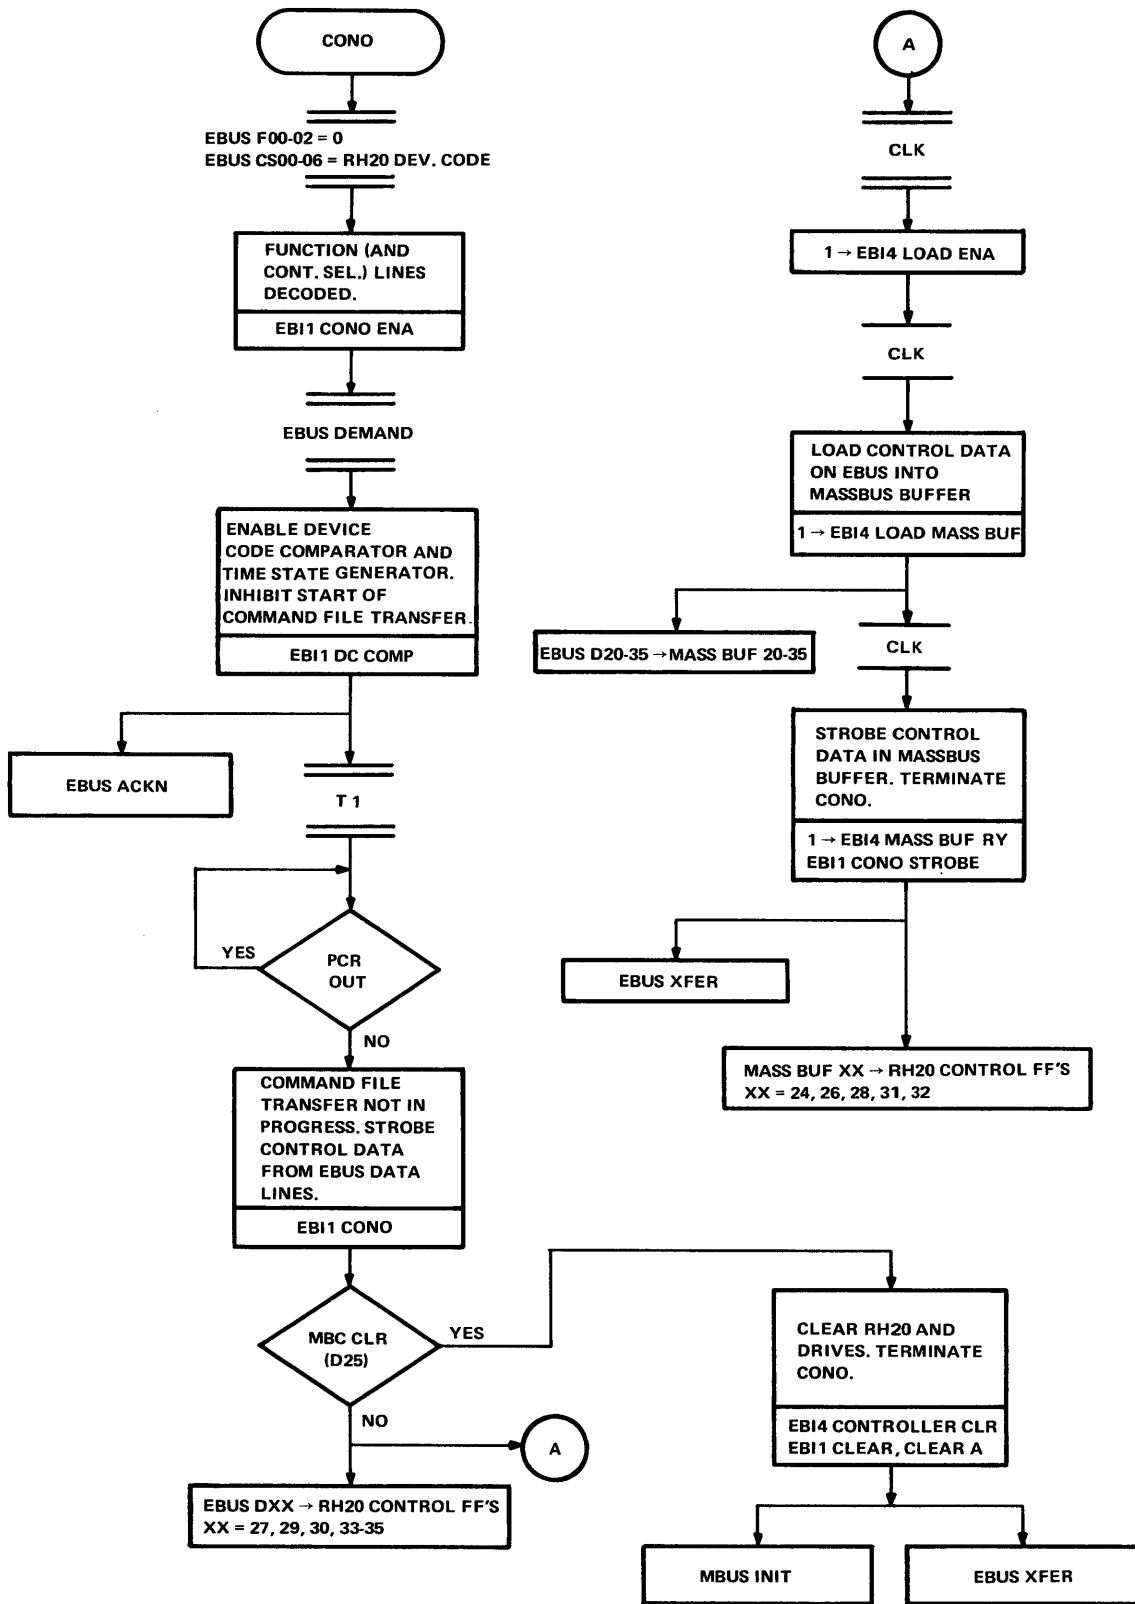 CONO
EBUS F00-02 = 0
EBUS CS00-06 = RH20 DEV. CODE
FUNCTION (AND
CONT. SEL.) LINES
DECODED.
EBI1 CONO ENA
EBUS DEMAND
ENABLE DEVICE
CODE COMPARATOR AND
TIME STATE GENERATOR.
INHIBIT START OF
COMMAND FILE TRANSFER.
EBI1 DC COMP
EBUS ACKN
T 1
YES
PCR
OUT
NO
COMMAND FILE
TRANSFER NOT IN
PROGRESS. STROBE
CONTROL DATA
FROM EBUS DATA
LINES.
EBI1 CONO
MBC CLR
(D25)
YES
NO
A
EBUS DXX → RH20 CONTROL FF'S
XX = 27, 29, 30, 33-35
A
CLK
1 → EBI4 LOAD ENA
CLK
LOAD CONTROL DATA
ON EBUS INTO
MASSBUS BUFFER
1 → EBI4 LOAD MASS BUF
EBUS D20-35 → MASS BUF 20-35
CLK
STROBE CONTROL
DATA IN MASSBUS
BUFFER. TERMINATE
CONO.
1 → EBI4 MASS BUF RY
EBI1 CONO STROBE
EBUS XFER
MASS BUF XX → RH20 CONTROL FF'S
XX = 24, 26, 28, 31, 32
CLEAR RH20 AND
DRIVES. TERMINATE
CONO.
EBI4 CONTROLLER CLR
EBI1 CLEAR, CLEAR A
MBUS INIT
EBUS XFER